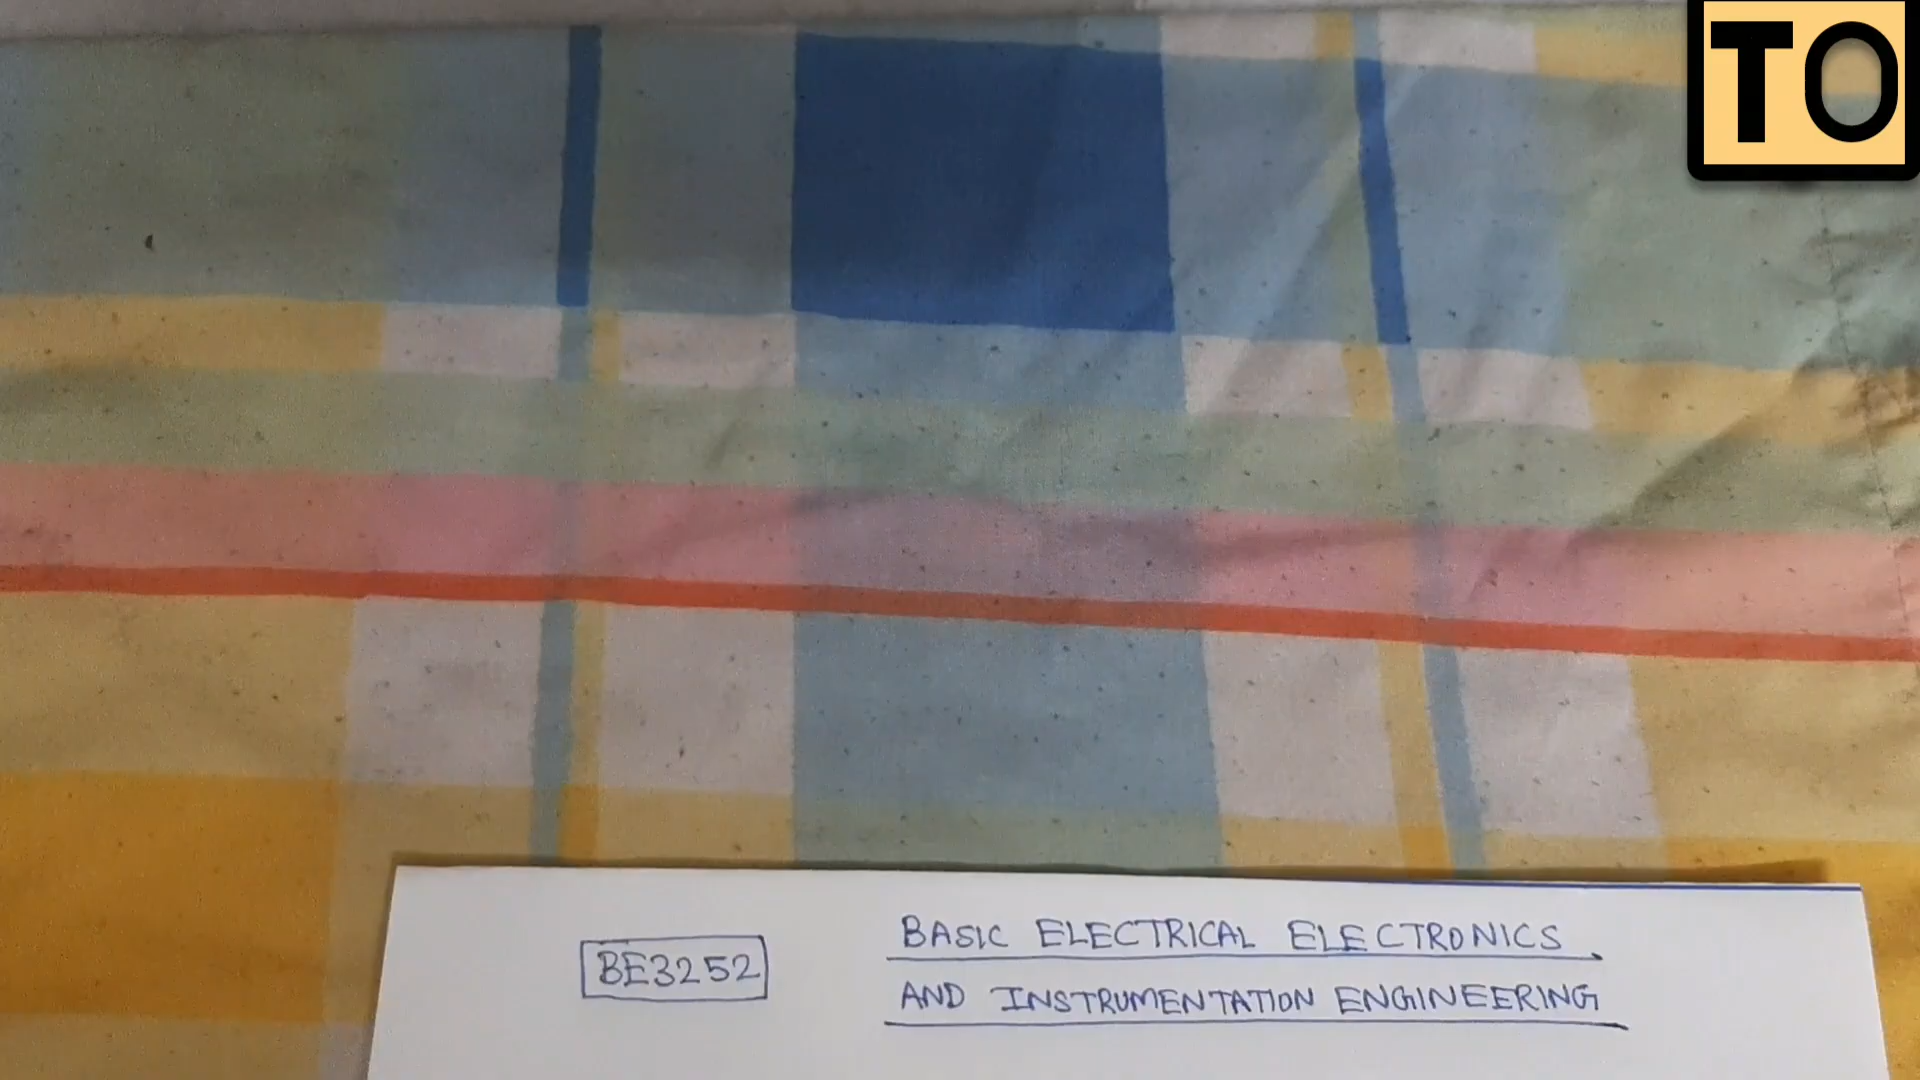 TO
BE3252
BASIC ELECTRICAL ELECTRONICS
AND INSTRUMENTATION ENGINEERING